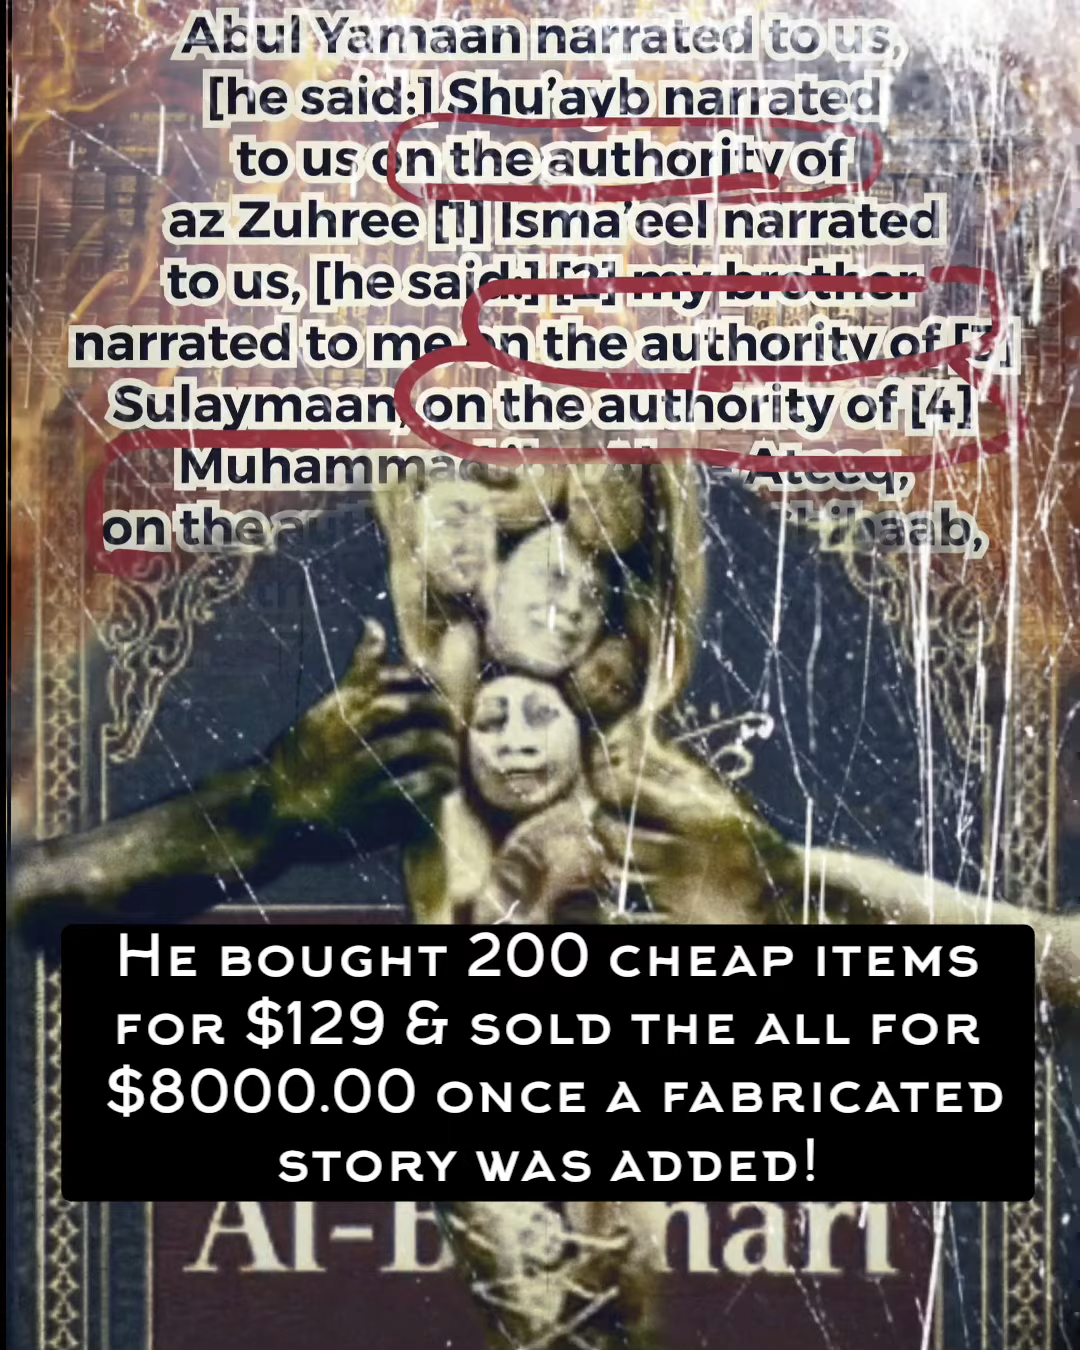 Abul Yamaan narrated to us,
[he said:] Shu'ayb narrated
to us on the authority of
az Zuhree [1] Isma'eel narrated
to us, [he said:] [2] my brother
narrated to me on the authority of [3]
Sulaymaan, on the authority of [4]
Muhammad Ateeq,
on the
HE BOUGHT 200 CHEAP ITEMS
FOR $129 & SOLD THE ALL FOR
$8000.00 ONCE A FABRICATED
STORY WAS ADDED!